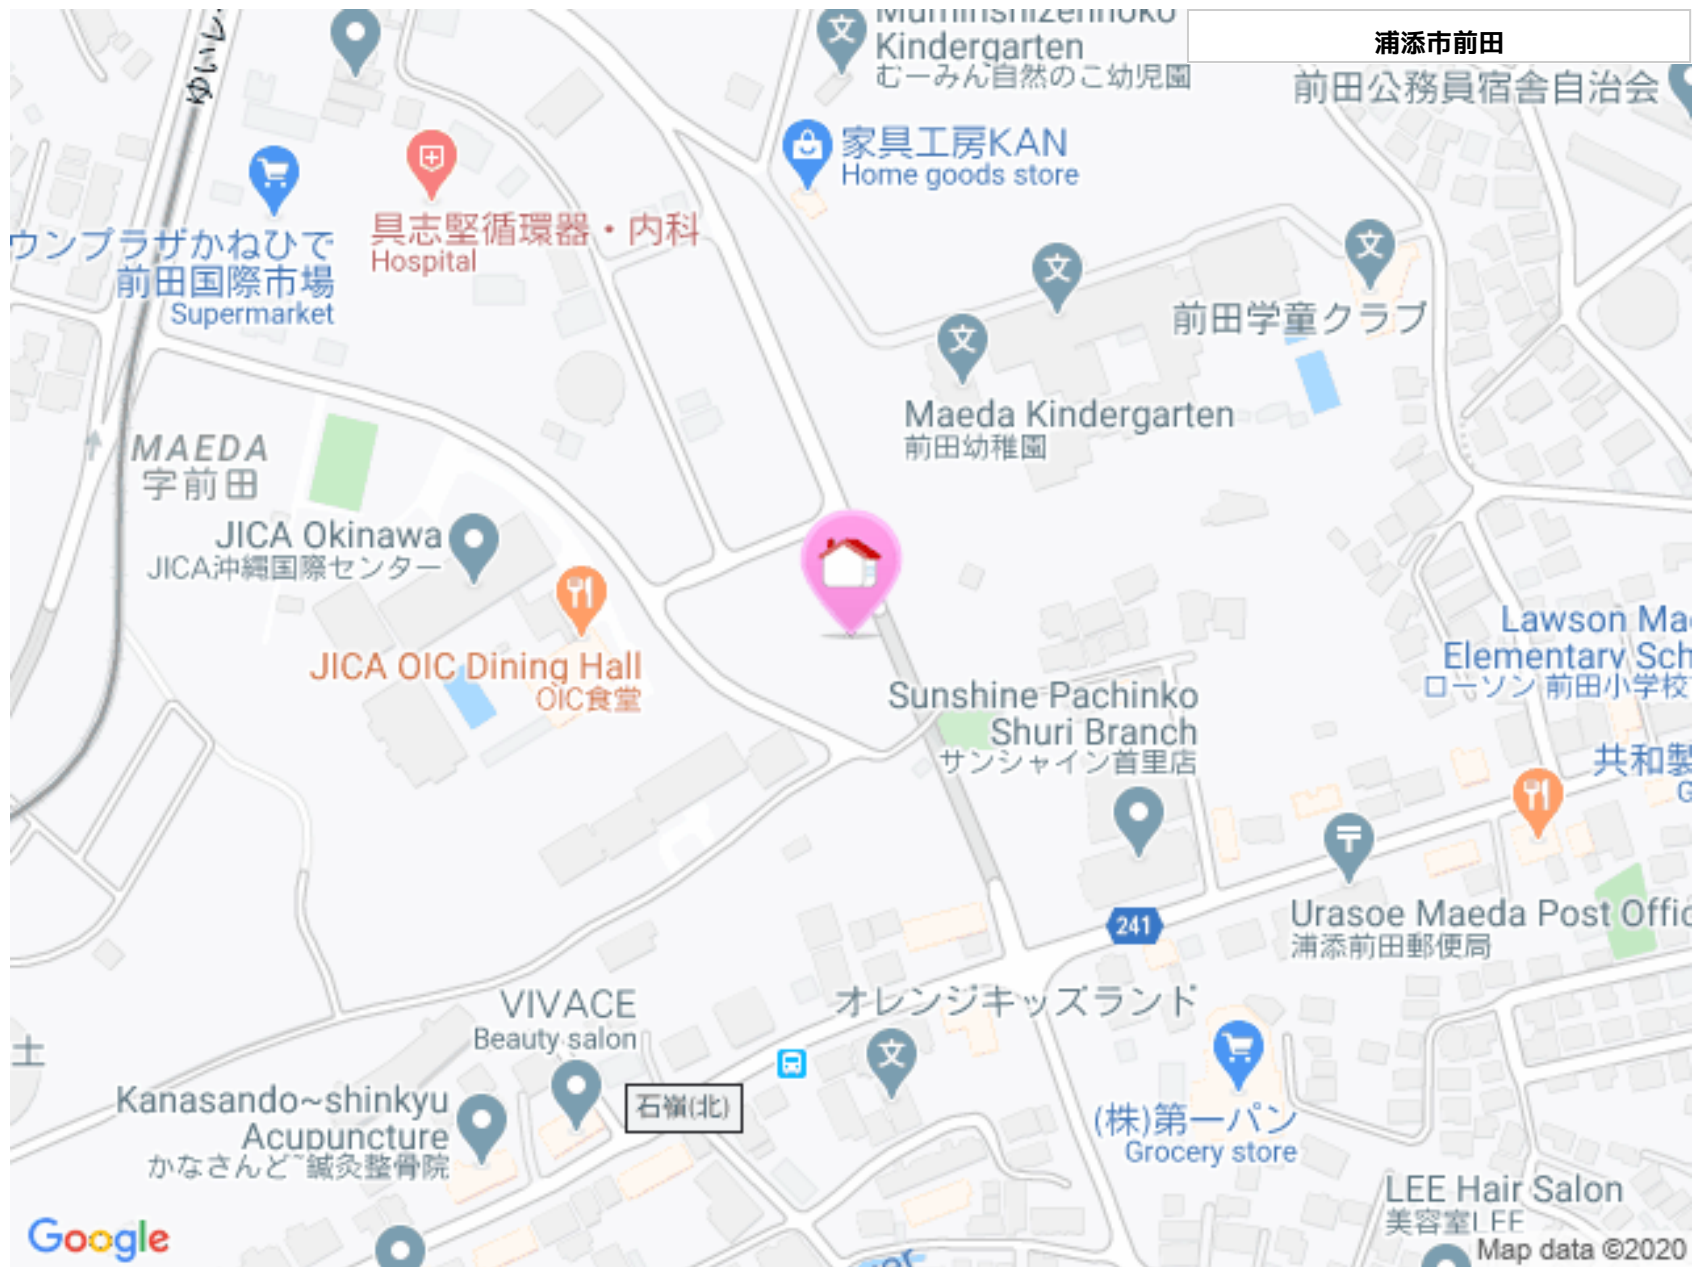 浦添市前田
ゆいレ
Muminshizennoko
Kindergarten
むーみん自然のこ幼児園
前田公務員宿舎自治会
家具工房KAN
Home goods store
具志堅循環器・内科
Hospital
ウンプラザかねひで
前田国際市場
Supermarket
前田学童クラブ
Maeda Kindergarten
前田幼稚園
MAEDA
字前田
JICA Okinawa
JICA沖縄国際センター
JICA OIC Dining Hall
OIC食堂
Lawson Mae
Elementary Sch
ローソン 前田小学校
Sunshine Pachinko
Shuri Branch
サンシャイン首里店
共和製
G
241
Urasoe Maeda Post Offic
浦添前田郵便局
VIVACE
Beauty salon
オレンジキッズランド
土
Kanasando~shinkyu
Acupuncture
かなさんど~鍼灸整骨院
石嶺(北)
(株)第一パン
Grocery store
LEE Hair Salon
美容室LEE
Google
Map data ©2020